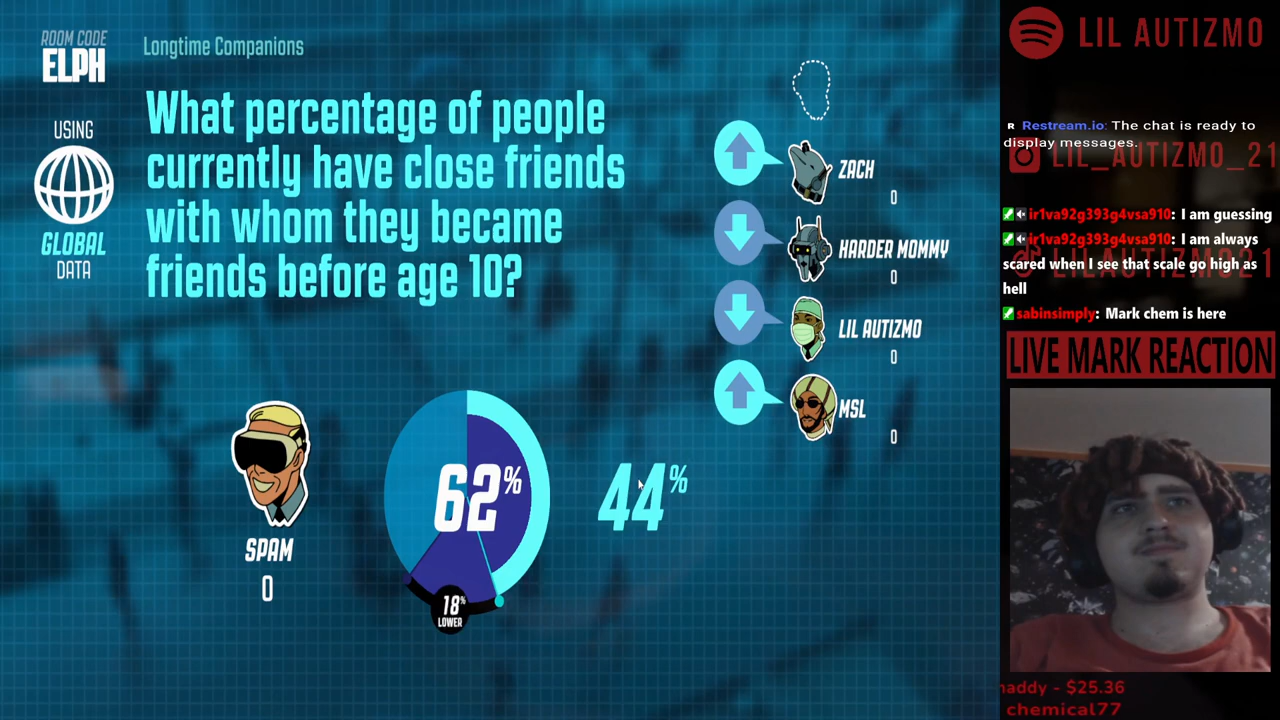 ROOM CODE
ELPH
USING
GLOBAL
DATA
Longtime Companions
What percentage of people
currently have close friends
with whom they became
friends before age 10?
ZACH
0
HARDER MOMMY
0
LIL AUTIZMO
0
MSL
0
SPAM
0
62%
18%
LOWER
44%
LIL AUTIZMO
Restream.io: The chat is ready to
display messages.
LIL_AUTIZMO_21
ir1va92g393g4vsa910: I am guessing
ir1va92g393g4vsa910: I am always
scared when I see that scale go high as
hell
LILAUTIZMO21
sabinsimply: Mark chem is here
LIVE MARK REACTION
addy - $25.36
chemical77